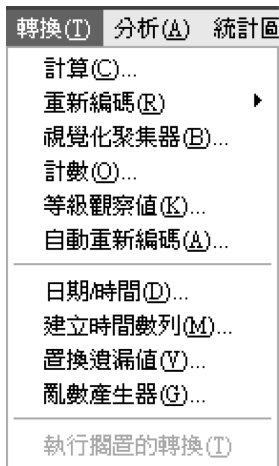 轉換(T) 分析(A) 統計
計算(C)...
重新編碼(R)
視覺化聚集器(B)...
計數(O)...
等級觀察值(K)...
自動重新編碼(A)...
日期/時間(D)...
建立時間數列(M)...
置換遺漏值(V)...
亂數產生器(G)...
執行擱置的轉換(T)